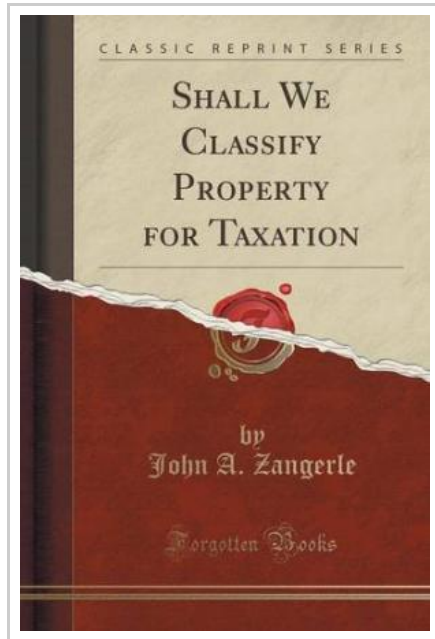 CLASSIC REPRINT SERIES
SHALL WE
CLASSIFY
PROPERTY
FOR TAXATION
by
John A. Zangerle
Forgotten Books